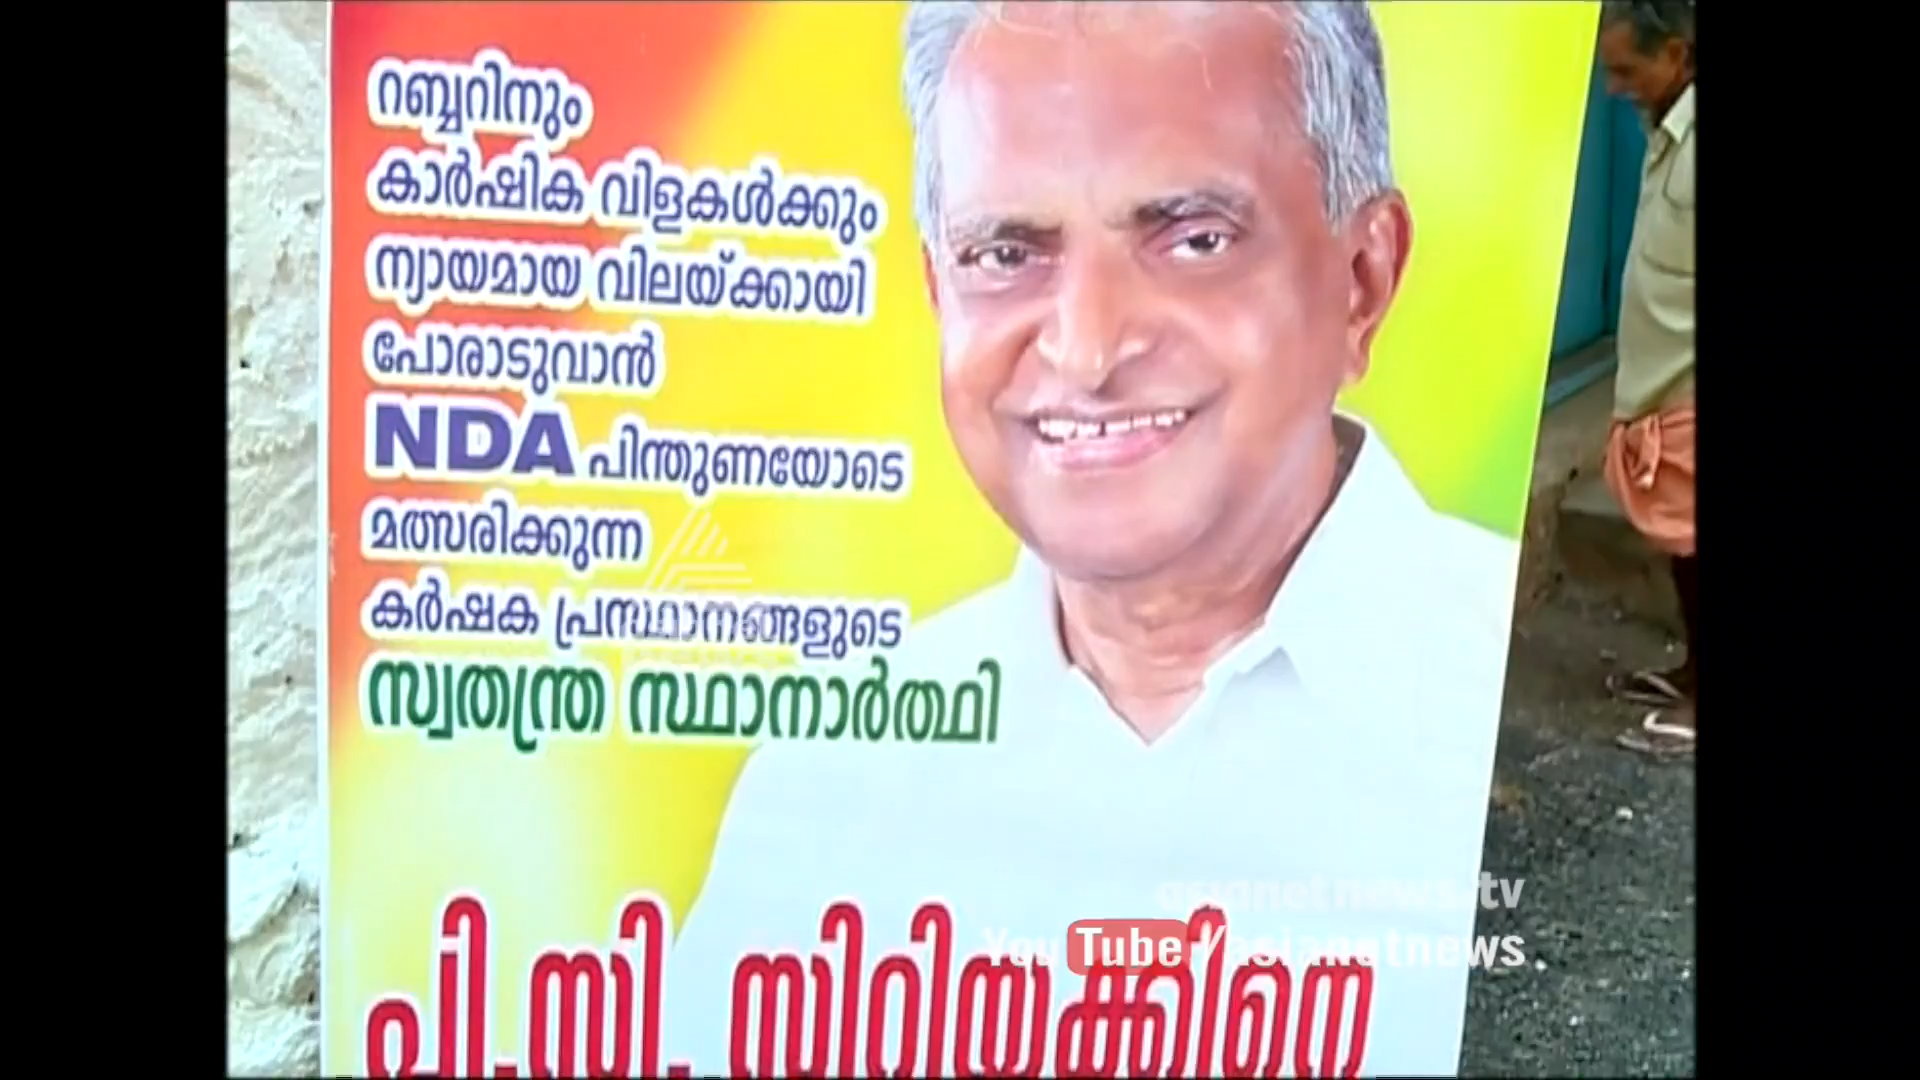 റബ്ബറിനും
കാർഷിക വിളകൾക്കും
ന്യായമായ വിലയ്ക്കായി
പോരാടുവാൻ
NDA പിന്തുണയോടെ
മത്സരിക്കുന്ന
കർഷക പ്രസ്ഥാനങ്ങളുടെ
സ്വതന്ത്ര സ്ഥാനാർത്ഥി
asianetnews.tv
YouTube/asianetnews
പി.സി. സിറിയക്കിനെ